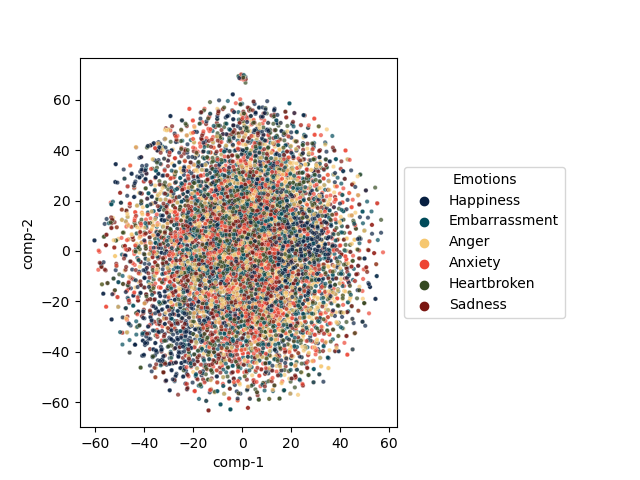 60
40
20
0
−20
−40
−60
comp-2
−60 −40 −20 0 20 40 60
comp-1
Emotions
Happiness
Embarrassment
Anger
Anxiety
Heartbroken
Sadness